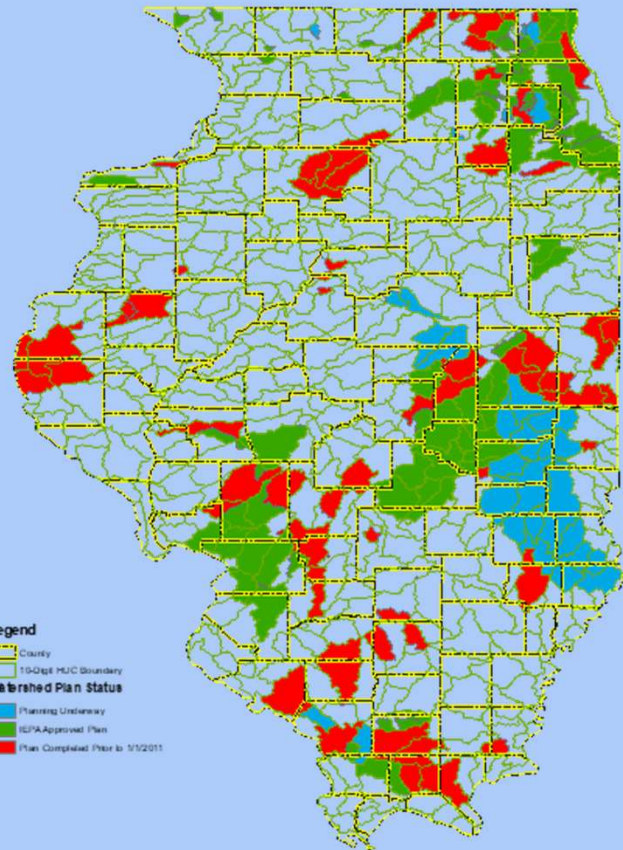 egend
County
10-Digit HUC Boundary
atershed Plan Status
Planning Underway
IEPA Approved Plan
Plan Completed Prior to 1/1/2011